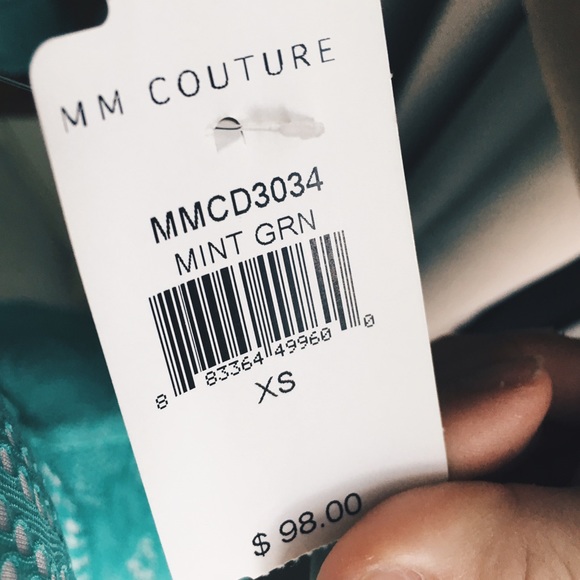 MM COUTURE
MMCD3034
MINT GRN
8 83364 49960 0
XS
$ 98.00